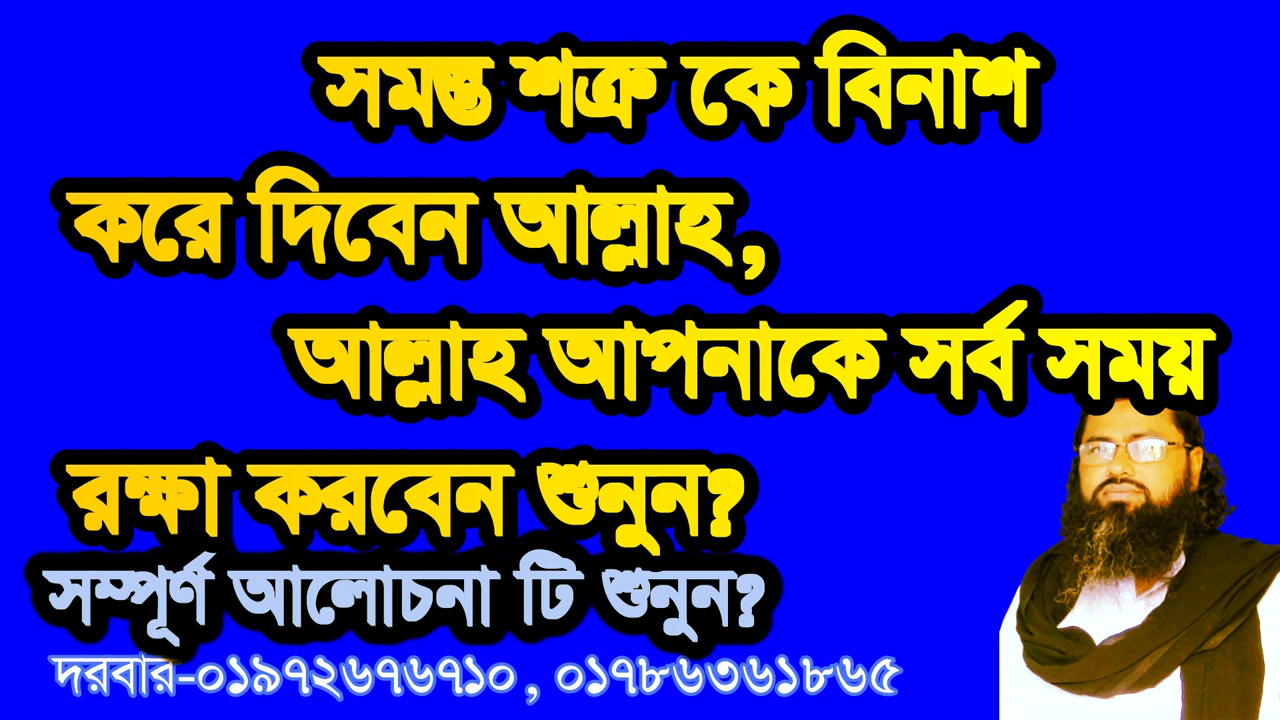 সমস্ত শত্রু কে বিনাশ
করে দিবেন আল্লাহ,
আল্লাহ আপনাকে সর্ব সময়
রক্ষা করবেন শুনুন?
সম্পূর্ণ আলোচনা টি শুনুন?
দরবার-০১৯৭২৬৭৬৭১০, ০১৭৮৬৩৬১৮৬৫